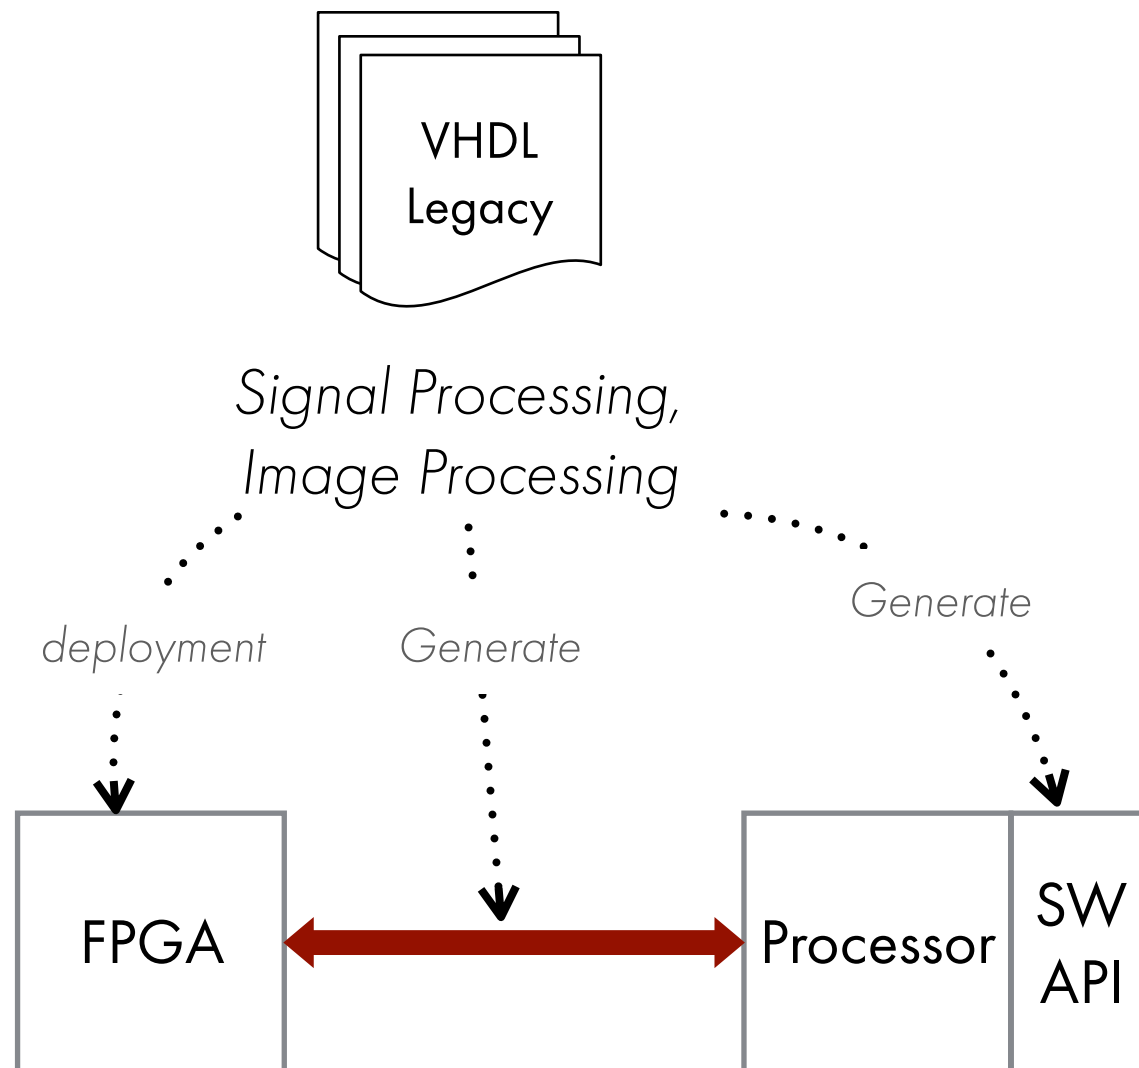 VHDL
Legacy
Signal Processing,
Image Processing
Generate
deployment
Generate
FPGA
Processor
SW
API